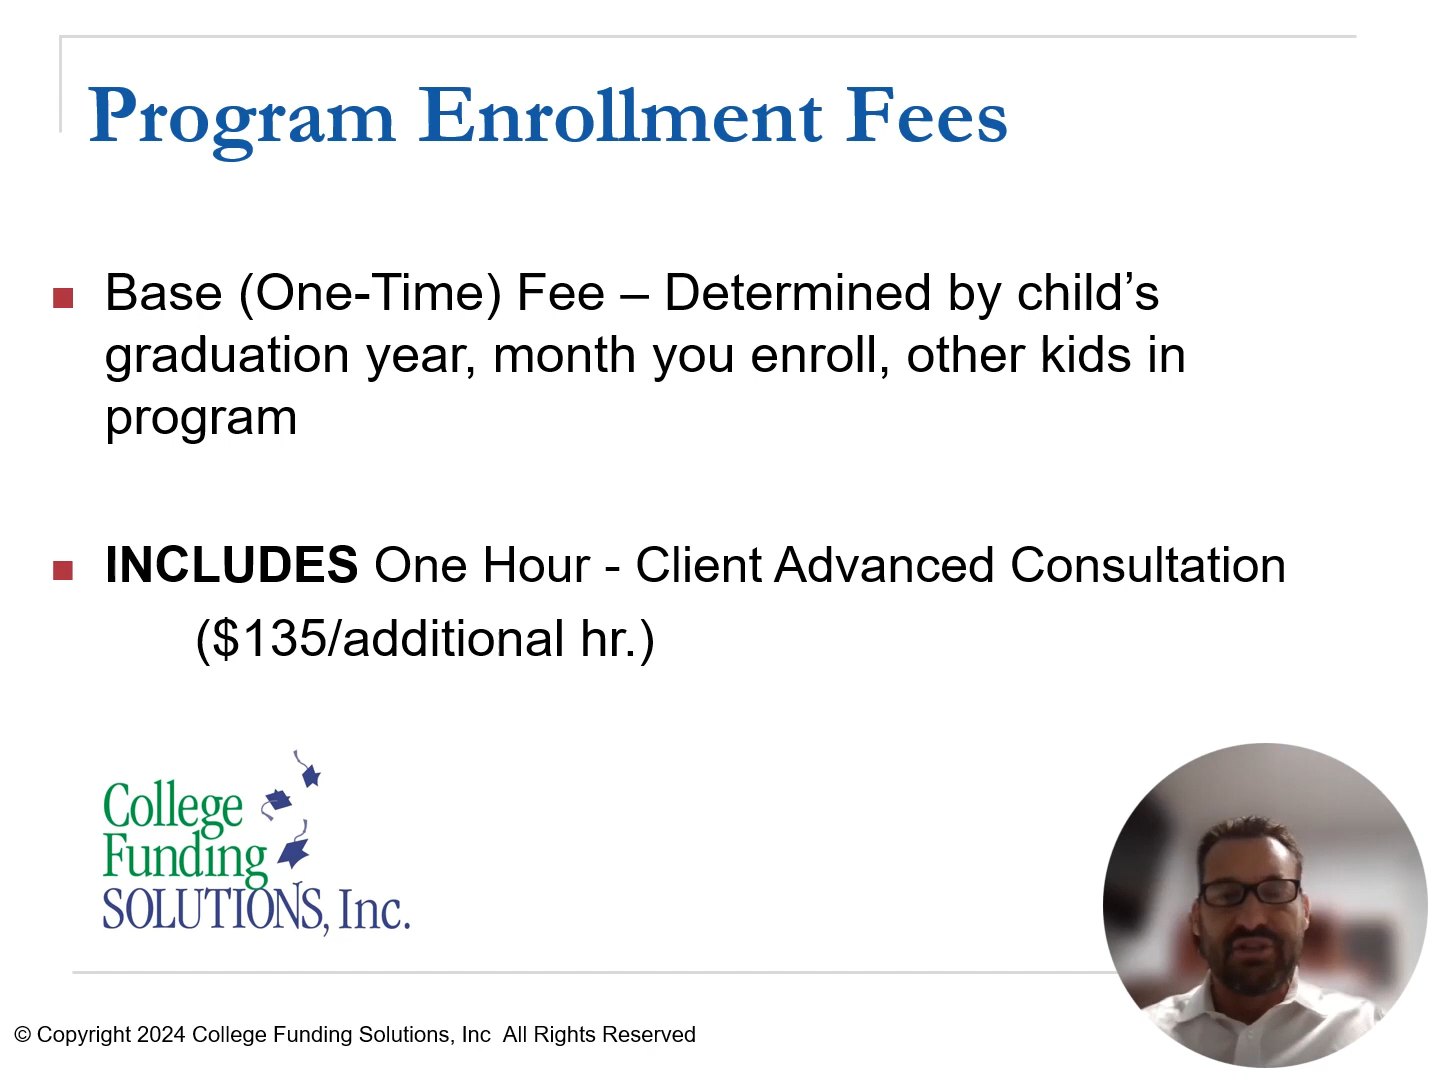 Program Enrollment Fees
Base (One-Time) Fee – Determined by child’s
graduation year, month you enroll, other kids in
program
INCLUDES One Hour - Client Advanced Consultation
($135/additional hr.)
College
Funding
SOLUTIONS, Inc.
© Copyright 2024 College Funding Solutions, Inc  All Rights Reserved